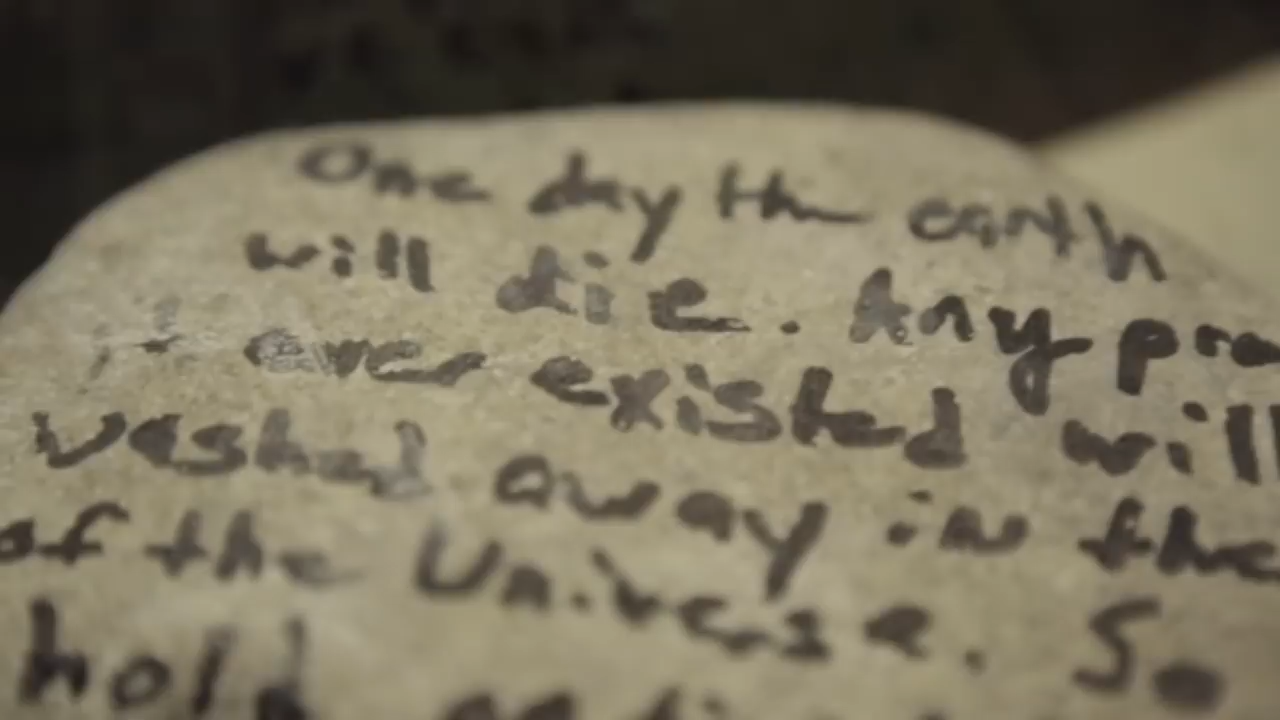 One day the earth
will die. Any
it ever existed will
washed away in the
of the Universe. So
hold